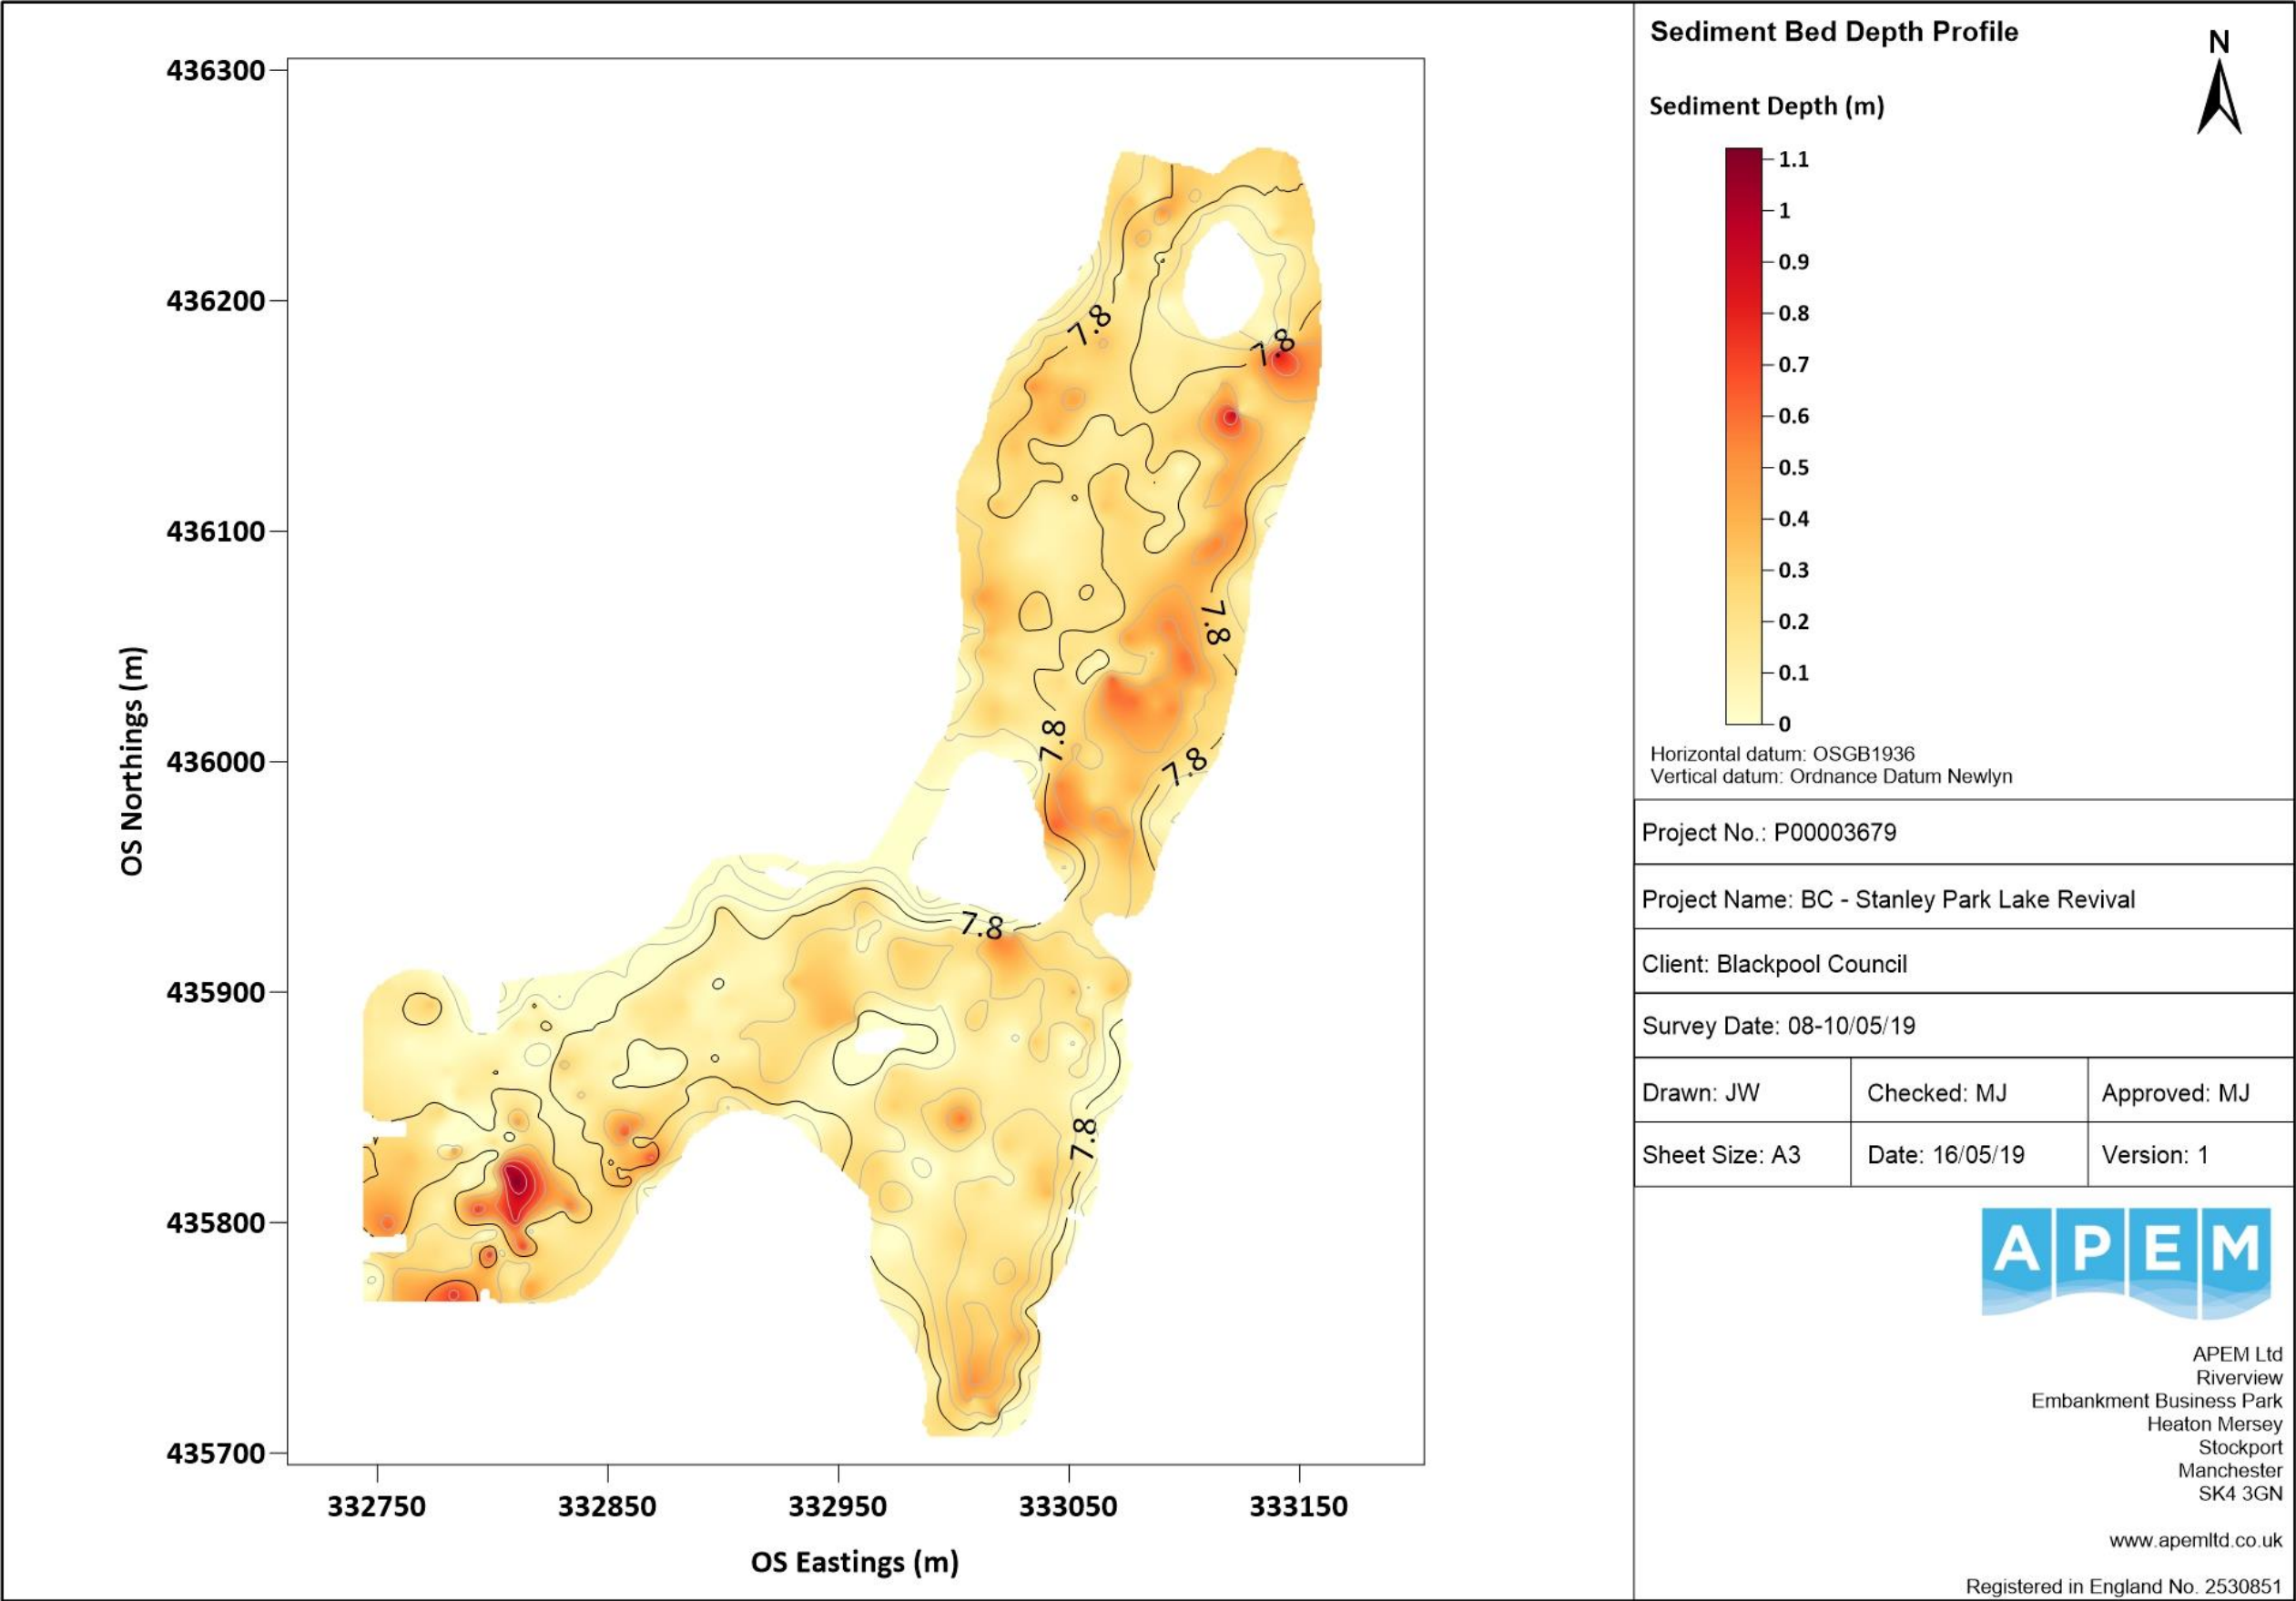 436300
436200
436100
436000
435900
435800
435700
OS Northings (m)
332750
332850
332950
333050
333150
OS Eastings (m)
7.8
7.8
7.8
7.8
7.8
7.8
7.8
Sediment Bed Depth Profile
N
Sediment Depth (m)
1.1
1
0.9
0.8
0.7
0.6
0.5
0.4
0.3
0.2
0.1
0
Horizontal datum: OSGB1936
Vertical datum: Ordnance Datum Newlyn
Project No.: P00003679
Project Name: BC - Stanley Park Lake Revival
Client: Blackpool Council
Survey Date: 08-10/05/19
Drawn: JW
Checked: MJ
Approved: MJ
Sheet Size: A3
Date: 16/05/19
Version: 1
APEM
APEM Ltd
Riverview
Embankment Business Park
Heaton Mersey
Stockport
Manchester
SK4 3GN
www.apemltd.co.uk
Registered in England No. 2530851